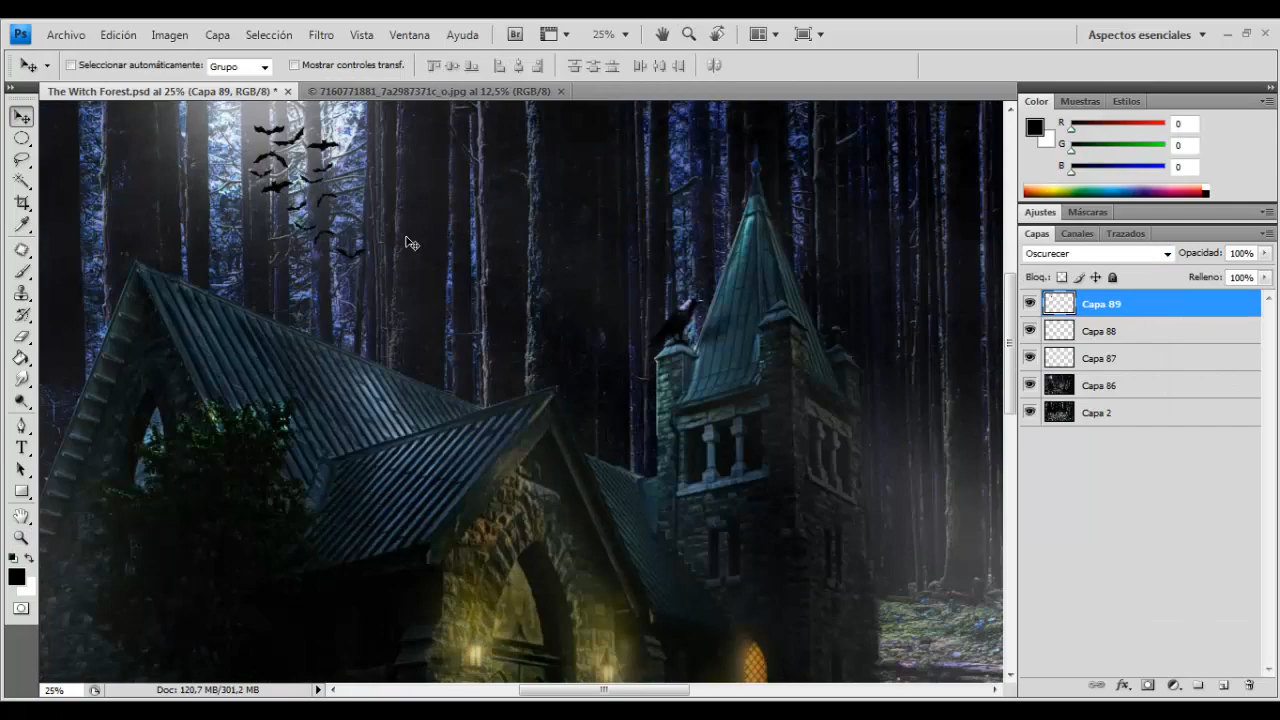 Ps Archivo Edición Imagen Capa Selección Filtro Vista Ventana Ayuda Br 25% Aspectos esenciales
Seleccionar automáticamente: Grupo Mostrar controles transf.
The Witch Forest.psd al 25% (Capa 89, RGB/8) * © 7160771881_7a2987371c_o.jpg al 12,5% (RGB/8)
Color Muestras Estilos
R 0
G 0
B 0
Ajustes Máscaras
Capas Canales Trazados
Oscurecer Opacidad: 100%
Bloq.: Relleno: 100%
Capa 89
Capa 88
Capa 87
Capa 86
Capa 2
T
fx
25% Doc: 120,7 MB/301,2 MB